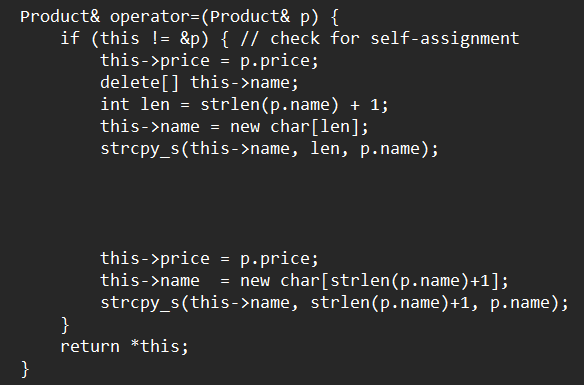 Product& operator=(Product& p) {
    if (this != &p) { // check for self-assignment
        this->price = p.price;
        delete[] this->name;
        int len = strlen(p.name) + 1;
        this->name = new char[len];
        strcpy_s(this->name, len, p.name);
        this->price = p.price;
        this->name  = new char[strlen(p.name)+1];
        strcpy_s(this->name, strlen(p.name)+1, p.name);
    }
    return *this;
}